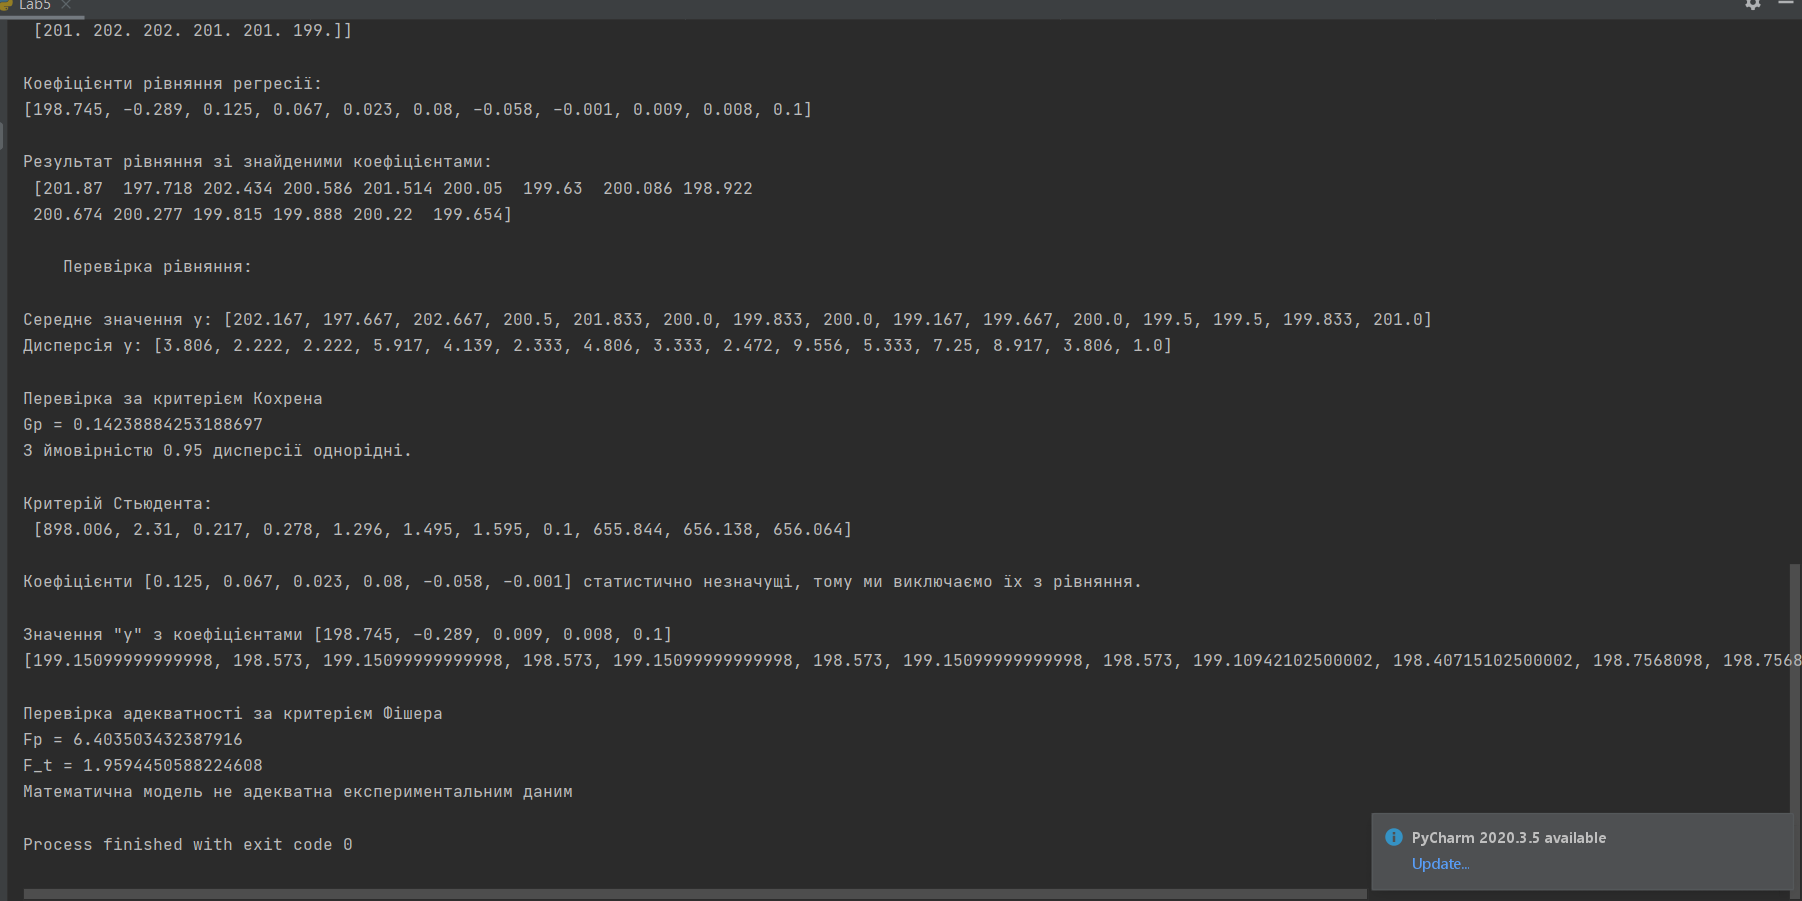 Lab5
[201. 202. 202. 201. 201. 199.]]
Коефіцієнти рівняння регресії:
[198.745, -0.289, 0.125, 0.067, 0.023, 0.08, -0.058, -0.001, 0.009, 0.008, 0.1]
Результат рівняння зі знайденими коефіцієнтами:
[201.87  197.718 202.434 200.586 201.514 200.05  199.63  200.086 198.922
200.674 200.277 199.815 199.888 200.22  199.654]
Перевірка рівняння:
Середнє значення y: [202.167, 197.667, 202.667, 200.5, 201.833, 200.0, 199.833, 200.0, 199.167, 199.667, 200.0, 199.5, 199.5, 199.833, 201.0]
Дисперсія y: [3.806, 2.222, 2.222, 5.917, 4.139, 2.333, 4.806, 3.333, 2.472, 9.556, 5.333, 7.25, 8.917, 3.806, 1.0]
Перевірка за критерієм Кохрена
Gp = 0.14238884253188697
З ймовірністю 0.95 дисперсії однорідні.
Критерій Стьюдента:
[898.006, 2.31, 0.217, 0.278, 1.296, 1.495, 1.595, 0.1, 655.844, 656.138, 656.064]
Коефіцієнти [0.125, 0.067, 0.023, 0.08, -0.058, -0.001] статистично незначущі, тому ми виключаємо їх з рівняння.
Значення "y" з коефіцієнтами [198.745, -0.289, 0.009, 0.008, 0.1]
[199.15099999999998, 198.573, 199.15099999999998, 198.573, 199.15099999999998, 198.573, 199.15099999999998, 198.573, 199.10942102500002, 198.40715102500002, 198.7568098, 198.7568
Перевірка адекватності за критерієм Фішера
Fp = 6.403503432387916
F_t = 1.9594450588224608
Математична модель не адекватна експериментальним даним
Process finished with exit code 0
PyCharm 2020.3.5 available
Update...